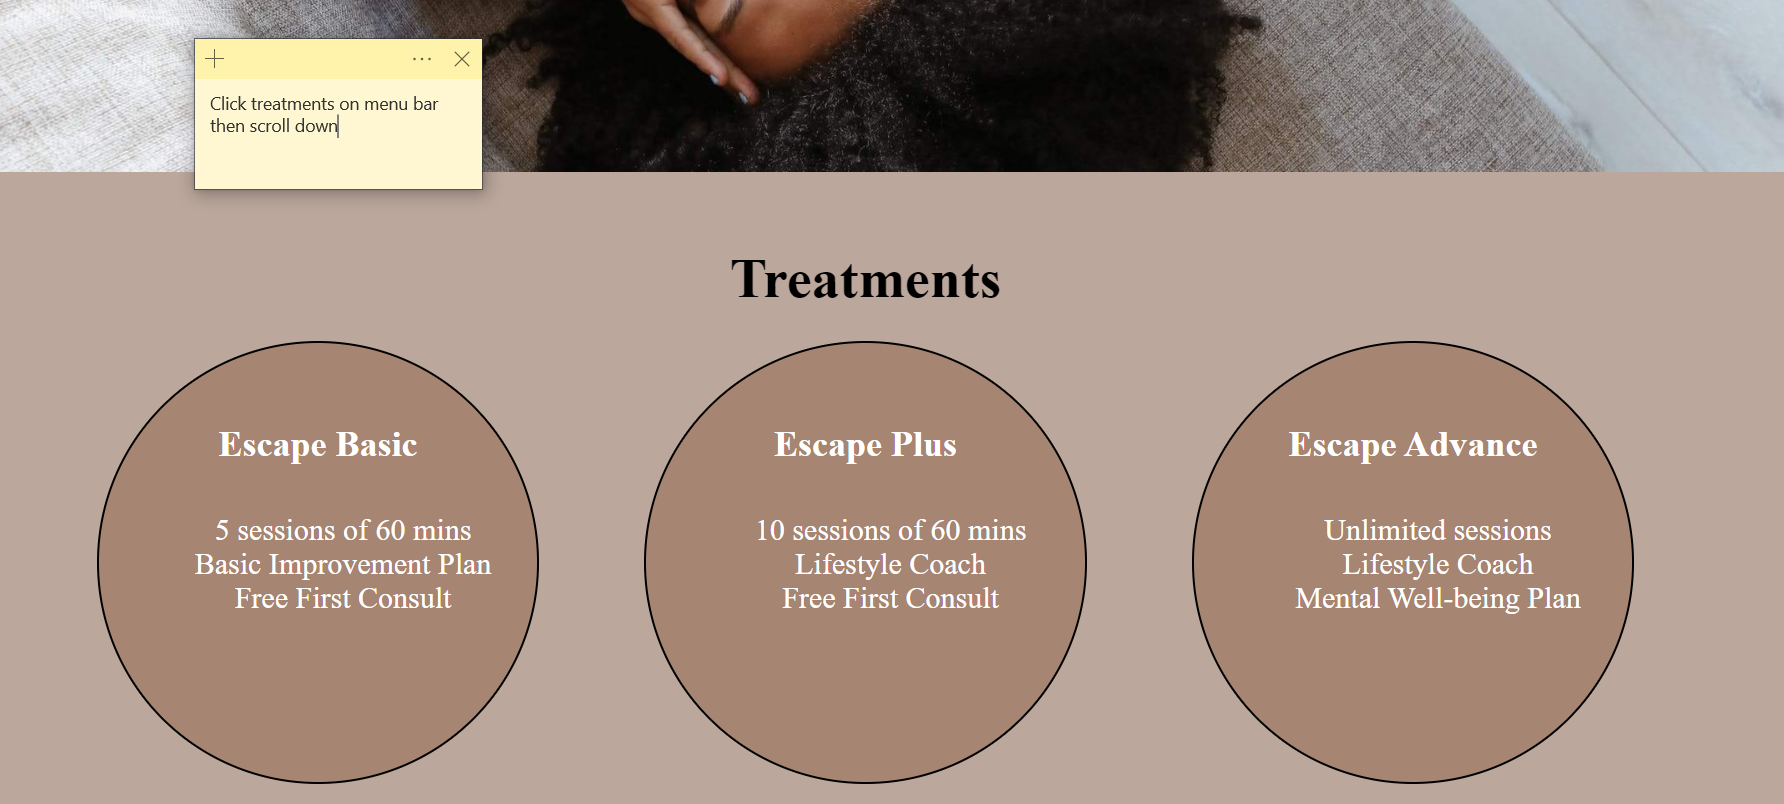 Click treatments on menu bar
then scroll down
Treatments
Escape Basic
5 sessions of 60 mins
Basic Improvement Plan
Free First Consult
Escape Plus
10 sessions of 60 mins
Lifestyle Coach
Free First Consult
Escape Advance
Unlimited sessions
Lifestyle Coach
Mental Well-being Plan